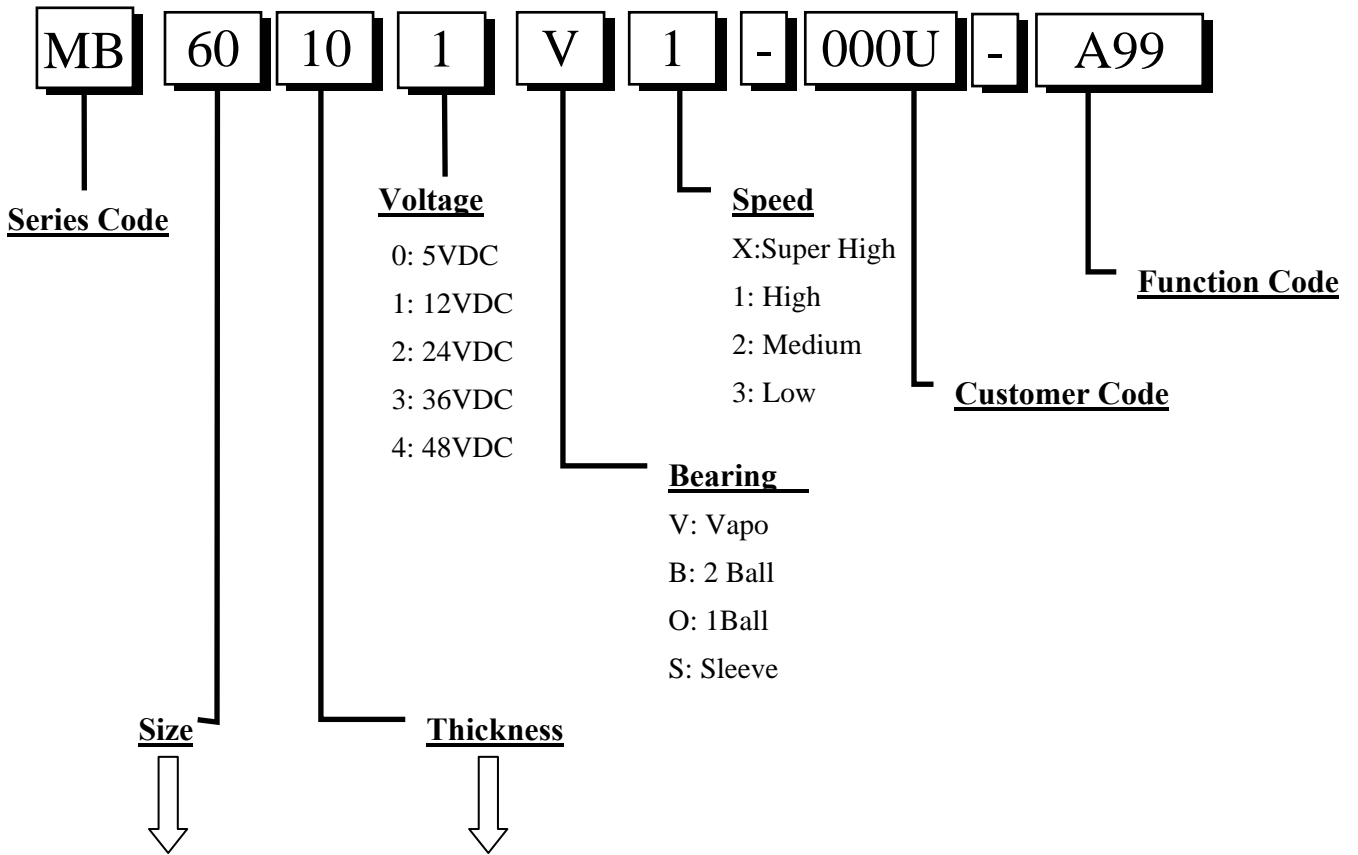 MB 60 10 1 V 1 - 000U - A99
Series Code
Voltage
0: 5VDC
1: 12VDC
2: 24VDC
3: 36VDC
4: 48VDC
Speed
X:Super High
1: High
2: Medium
3: Low
Function Code
Customer Code
Bearing
V: Vapo
B: 2 Ball
O: 1Ball
S: Sleeve
Size
Thickness